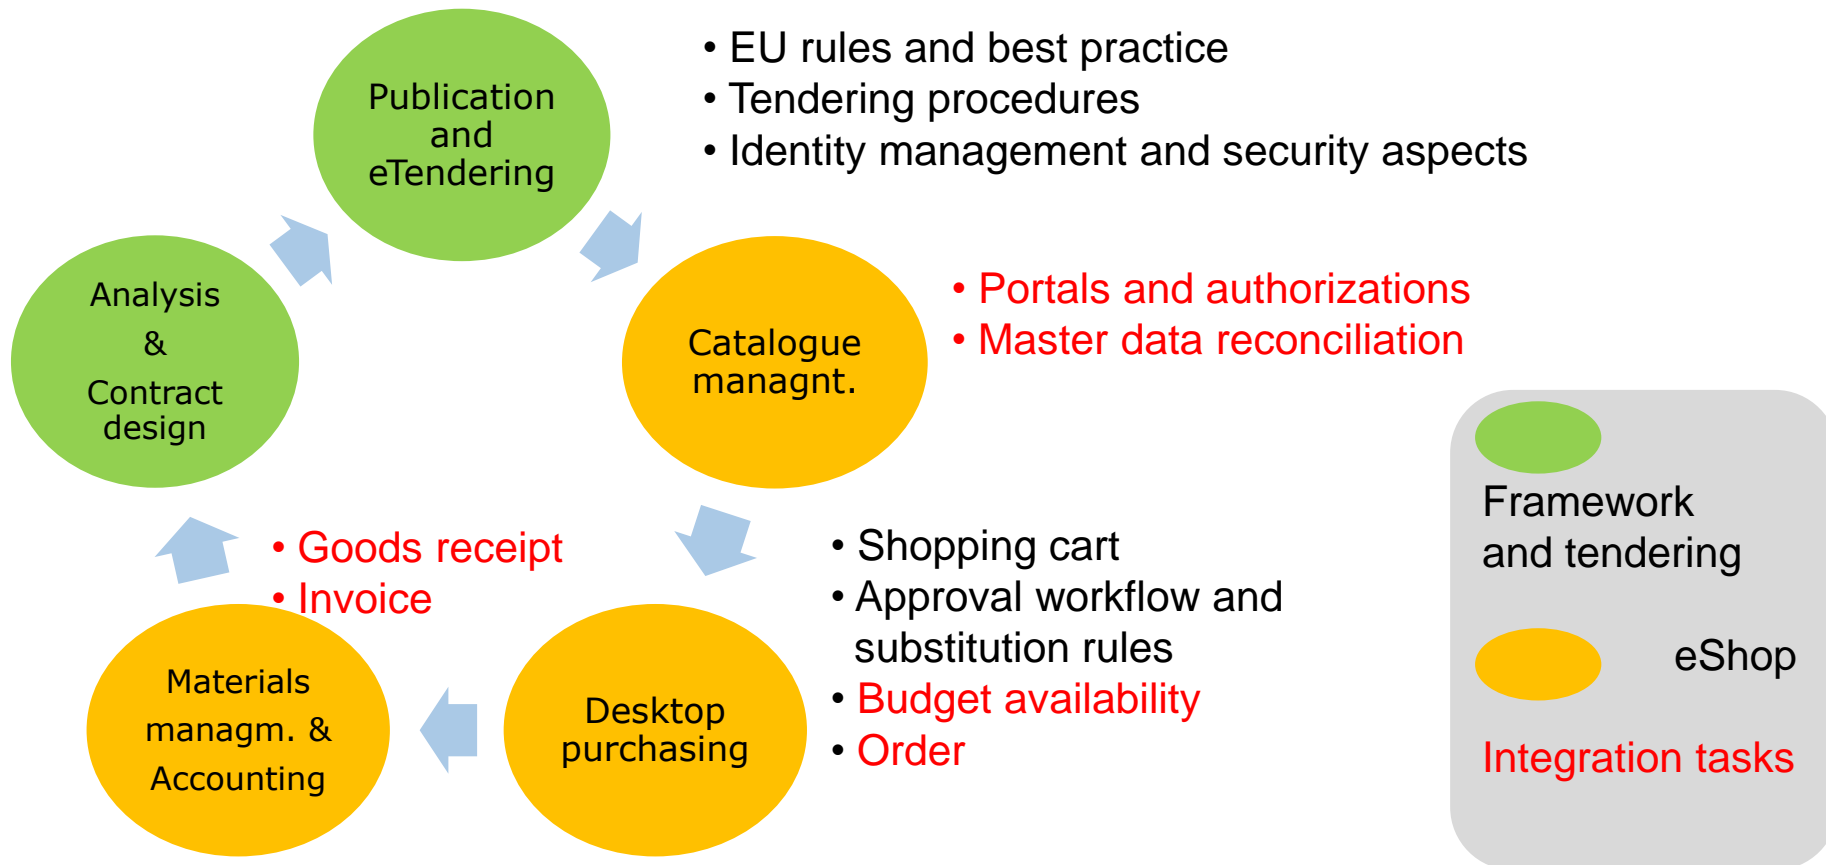 Publication
and
eTendering
• EU rules and best practice
• Tendering procedures
• Identity management and security aspects
Analysis
&
Contract
design
Catalogue
managnt.
• Portals and authorizations
• Master data reconciliation
• Goods receipt
• Invoice
• Shopping cart
• Approval workflow and
substitution rules
• Budget availability
• Order
Materials
managm. &
Accounting
Desktop
purchasing
Framework
and tendering
eShop
Integration tasks